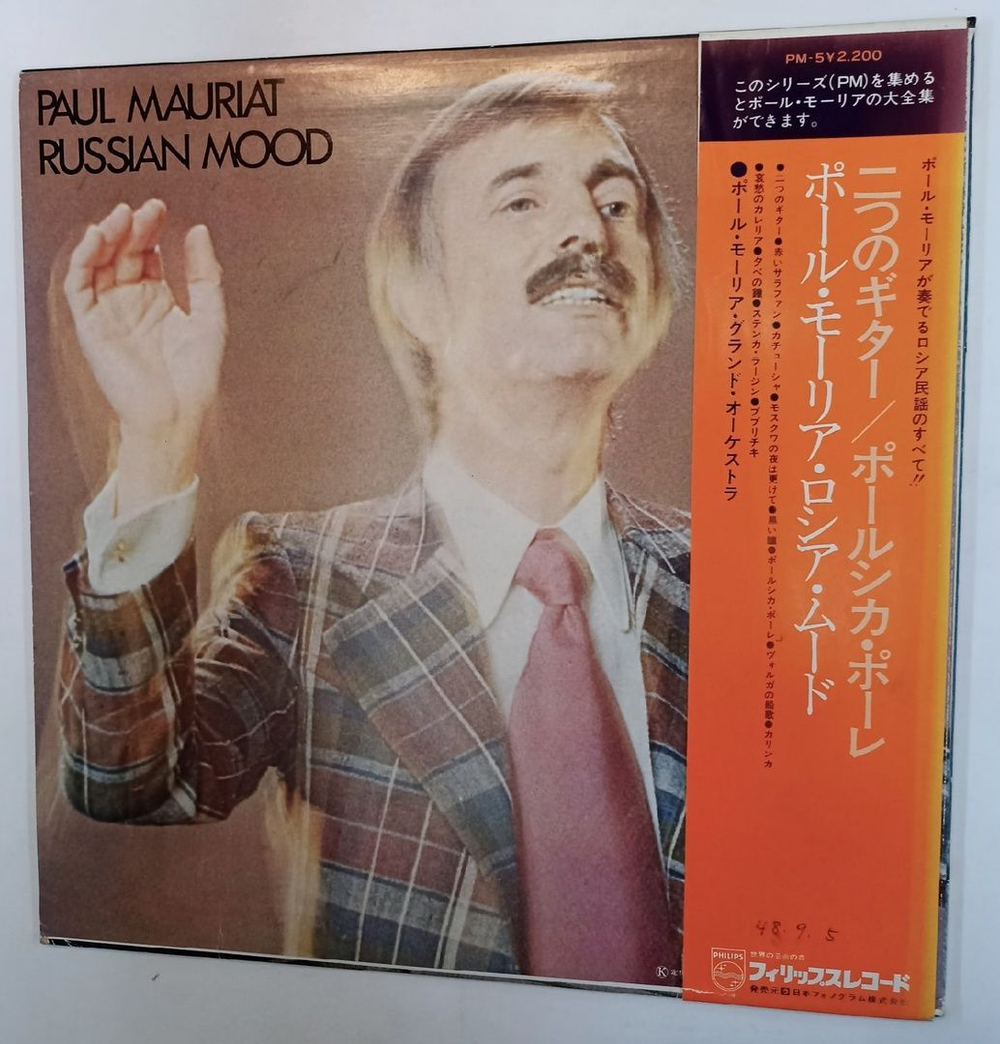 PAUL MAURIAT
RUSSIAN MOOD
PM-5¥2.200
このシリーズ(PM)を集める
とポール・モーリアの大全集
ができます。
ポール・モーリアが奏でるロシア民謡のすべて!!
二つのギター/ポールシカ・ポーレ
ポール・モーリア・ロシア・ムード
●二つのギター●赤いサラファン●カチューシャ●モスクワの夜は更けて●黒い瞳●ポールシカ・ポーレ●ヴォルガの舩歌●カリンカ
●哀愁のカレリア●夕べの鐘●ステンカ・ラージン●ブブリチキ
●ポール・モーリア・グランド・オーケストラ
48.9.5
PHILIPS
世界の音の
フィリップスレコード
発売元 日本フォノグラム株式会社
Ⓚ